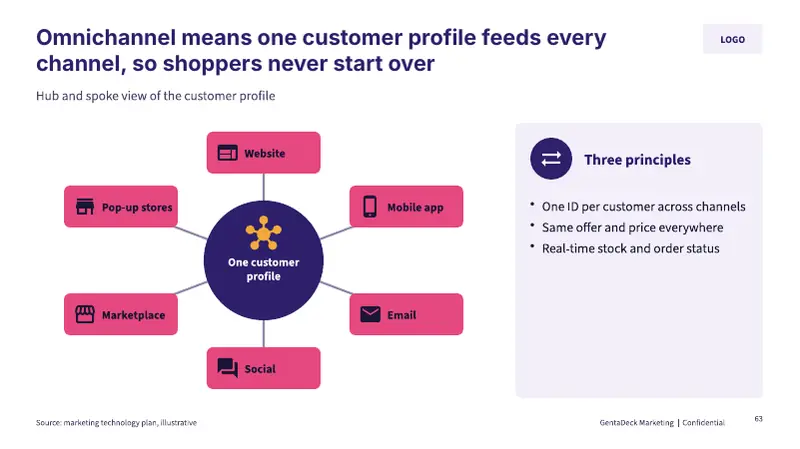 Omnichannel means one customer profile feeds every
channel, so shoppers never start over
LOGO
Hub and spoke view of the customer profile
Website
Pop-up stores
Mobile app
One customer
profile
Marketplace
Email
Social
Three principles
• One ID per customer across channels
• Same offer and price everywhere
• Real-time stock and order status
Source: marketing technology plan, illustrative
GentaDeck Marketing | Confidential
63